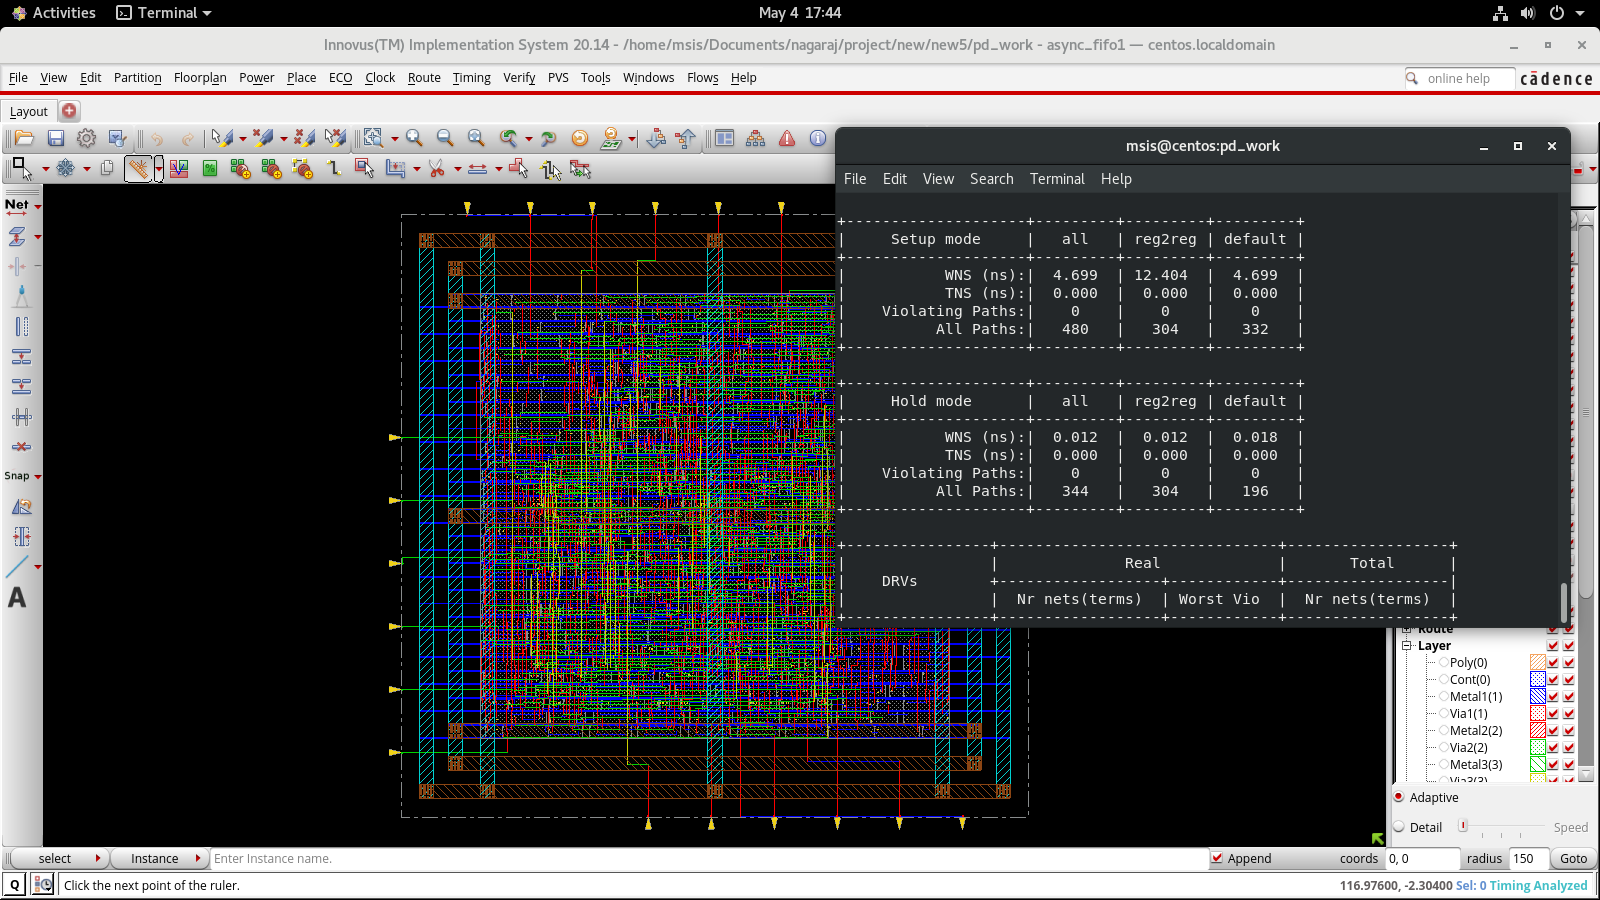 Activities Terminal May 4 17:44
Innovus(TM) Implementation System 20.14 - /home/msis/Documents/nagaraj/project/new/new5/pd_work - async_fifo1 — centos.localdomain
File View Edit Partition Floorplan Power Place ECO Clock Route Timing Verify PVS Tools Windows Flows Help online help cādence
Layout
msis@centos:pd_work
File Edit View Search Terminal Help
Net
Snap
A
+--------------------+---------+---------+---------+
|     Setup mode     |   all   | reg2reg | default |
+--------------------+---------+---------+---------+
|           WNS (ns):|  4.699  | 12.404  |  4.699  |
|           TNS (ns):|  0.000  |  0.000  |  0.000  |
|    Violating Paths:|    0    |    0    |    0    |
|          All Paths:|   480   |   304   |   332   |
+--------------------+---------+---------+---------+
+--------------------+---------+---------+---------+
|     Hold mode      |   all   | reg2reg | default |
+--------------------+---------+---------+---------+
|           WNS (ns):|  0.012  |  0.012  |  0.018  |
|           TNS (ns):|  0.000  |  0.000  |  0.000  |
|    Violating Paths:|    0    |    0    |    0    |
|          All Paths:|   344   |   304   |   196   |
+--------------------+---------+---------+---------+
+----------------+-------------------------------+------------------+
|                |              Real             |       Total      |
|    DRVs        +------------------+------------+------------------|
|                |  Nr nets(terms)  | Worst Vio  |  Nr nets(terms)  |
+----------------+------------------+------------+------------------+
Route
Layer
Poly(0)
Cont(0)
Metal1(1)
Via1(1)
Metal2(2)
Via2(2)
Metal3(3)
Via3(3)
Adaptive
Detail Speed
select Instance Enter Instance name. Append coords 0, 0 radius 150 Goto
Q Click the next point of the ruler. 116.97600, -2.30400 Sel: 0 Timing Analyzed